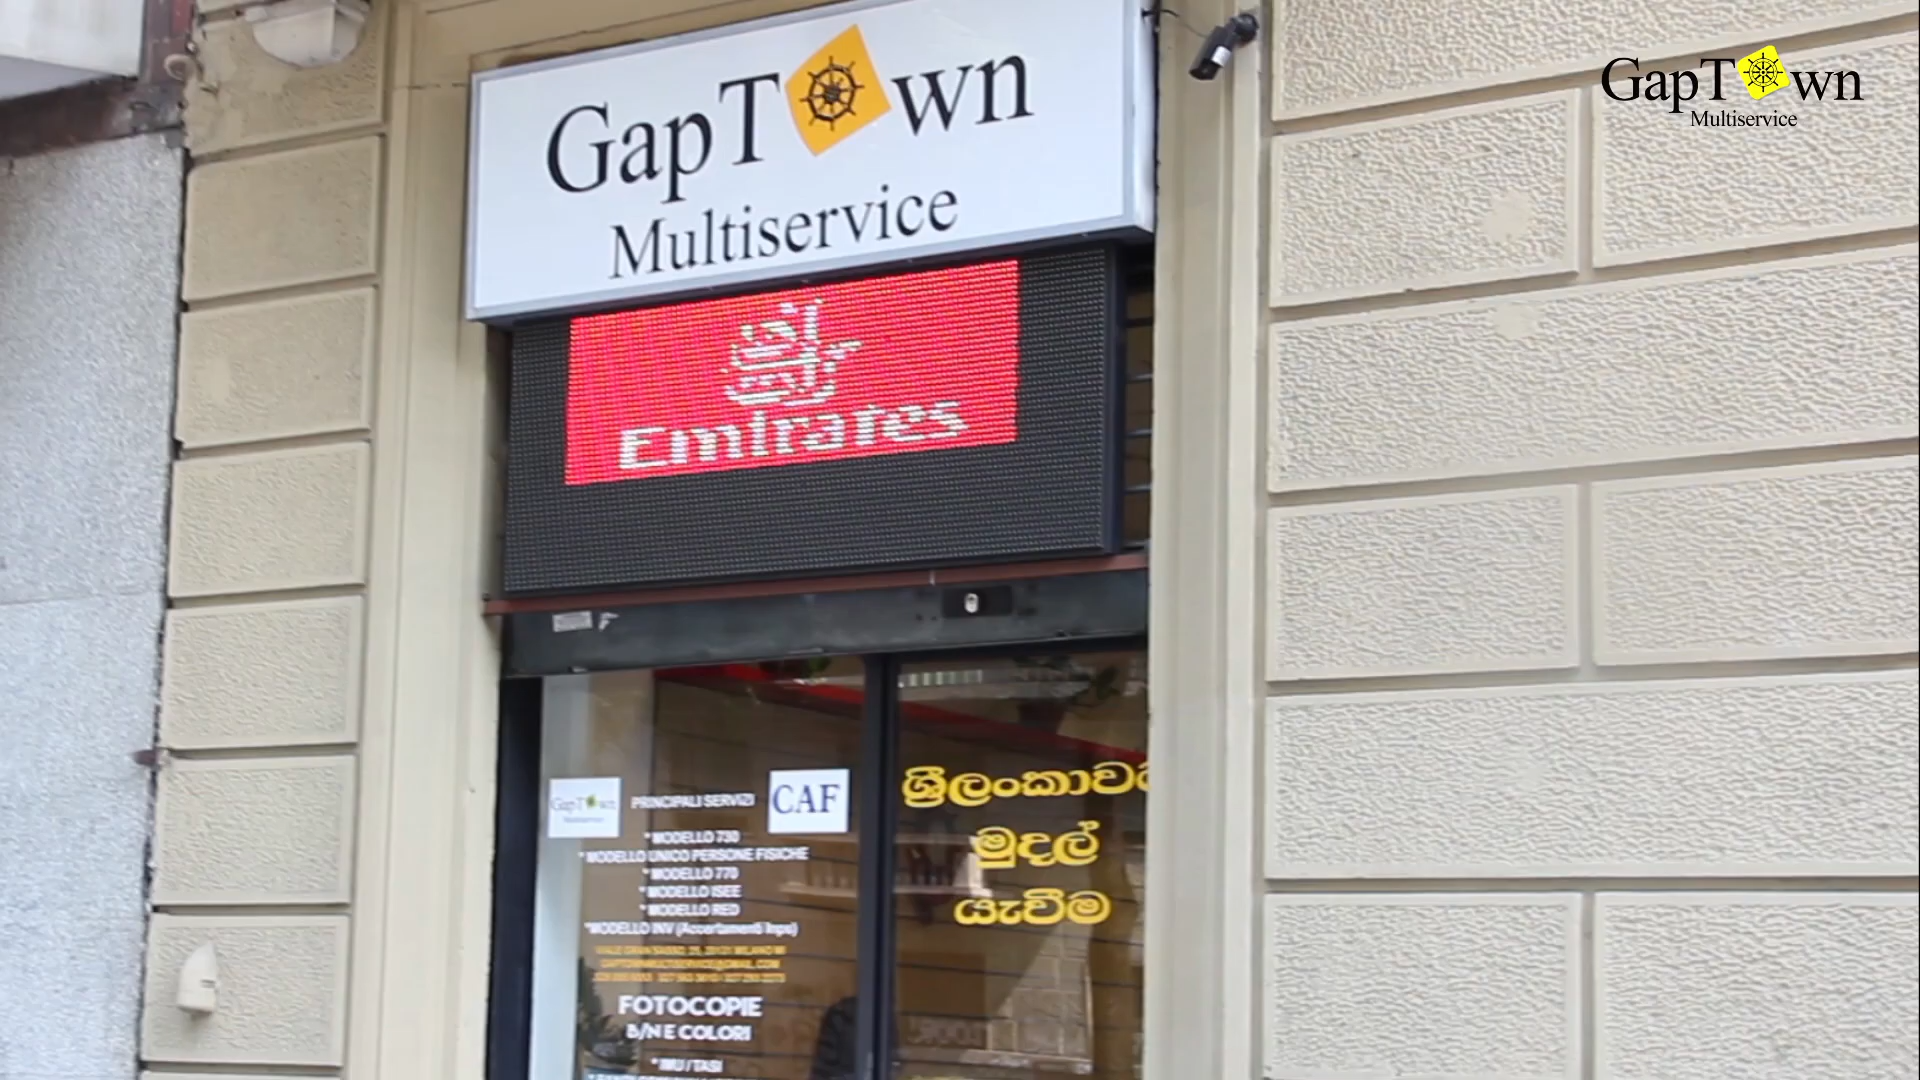 GapTown
Multiservice
GapTown
Multiservice
Emirates
GapTown
PRINCIPALI SERVIZI
CAF
* MODELLO 730
* MODELLO UNICO PERSONE FISICHE
* MODELLO 770
* MODELLO ISEE
* MODELLO RED
*MODELLO INV (Accertamenti Inps)
FOTOCOPIE
B/N E COLORI
* IMU / TASI
ශ්‍රීලංකාවට
මුදල්
යැවීම